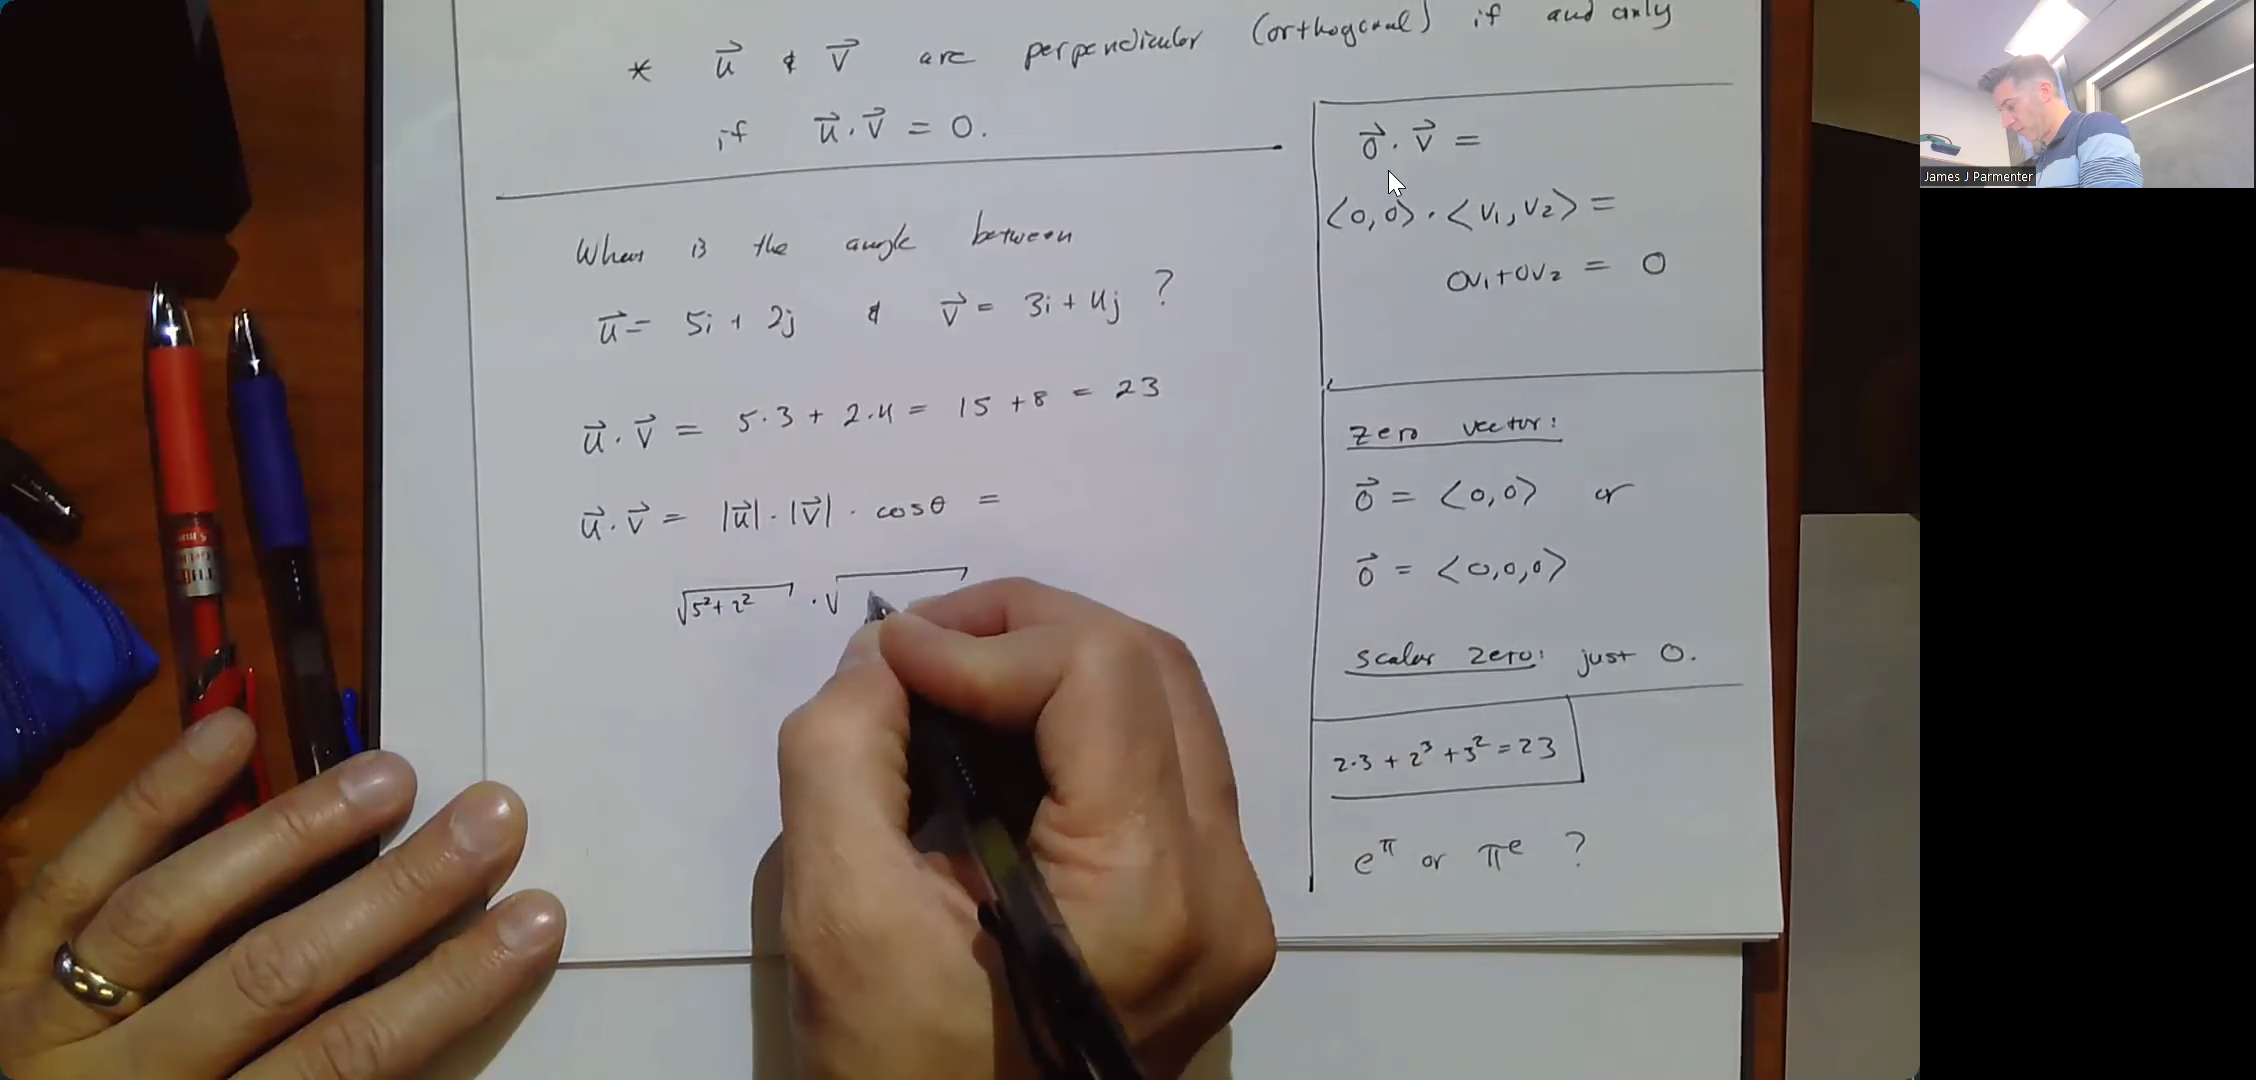 * u⃗ & v⃗ are perpendicular (orthogonal) if and only
if u⃗ · v⃗ = 0.
What is the angle between
u⃗ = 5i + 2j & v⃗ = 3i + 4j ?
u⃗ · v⃗ = 5·3 + 2·4 = 15 + 8 = 23
u⃗ · v⃗ = |u⃗| · |v⃗| · cosθ =
√5² + 2² · √
0⃗ · v⃗ =
⟨0,0⟩ · ⟨v₁, v₂⟩ =
0v₁ + 0v₂ = 0
Zero vector:
0⃗ = ⟨0,0⟩ or
0⃗ = ⟨0,0,0⟩
scalar zero: just 0.
2·3 + 2³ + 3² = 23
e^π or π^e ?
James J Parmenter